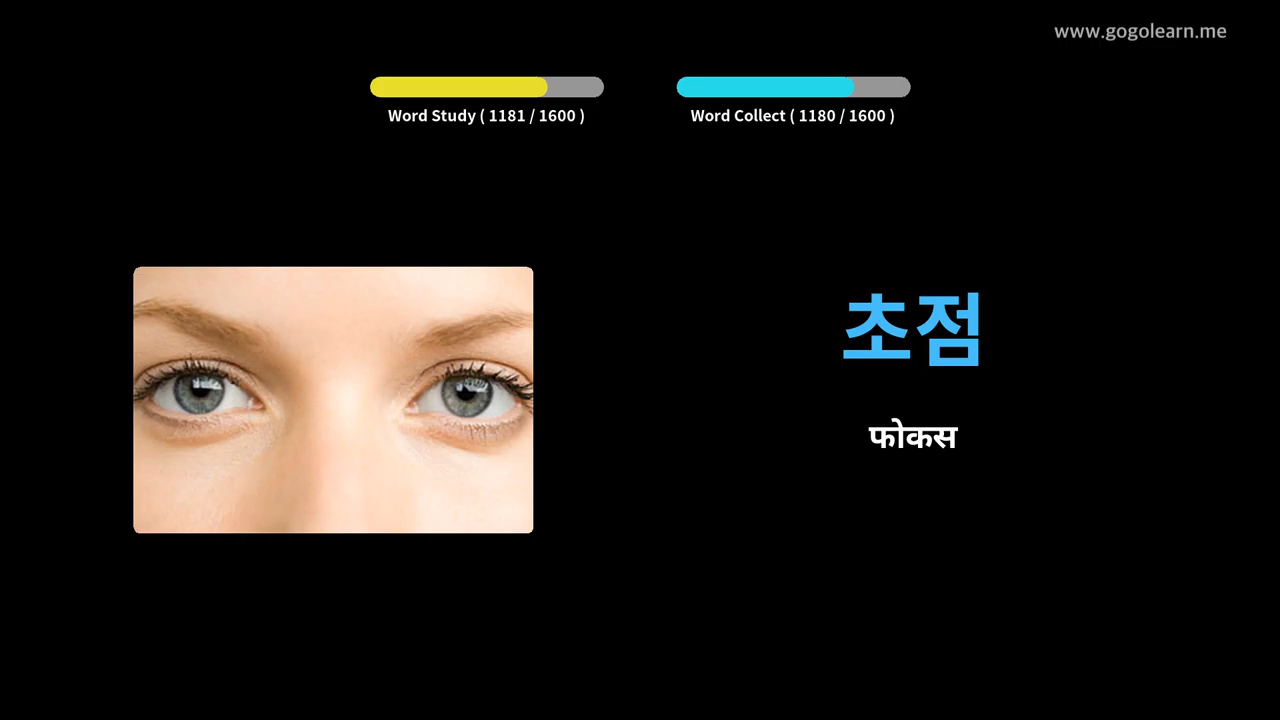 www.gogolearn.me
Word Study ( 1181 / 1600 )
Word Collect ( 1180 / 1600 )
초점
फोकस